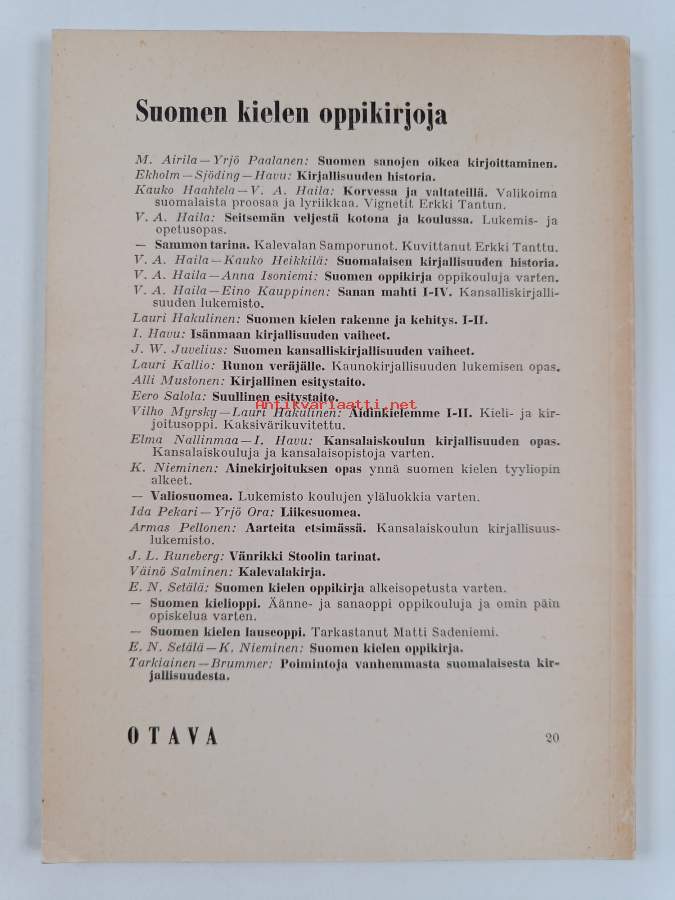 Suomen kielen oppikirjoja
M. Airila—Yrjö Paalanen: Suomen sanojen oikea kirjoittaminen.
Ekholm—Sjöding—Havu: Kirjallisuuden historia.
Kauko Haahtela—V. A. Haila: Korvessa ja valtateillä. Valikoima
suomalaista proosaa ja lyriikkaa. Vignetit Erkki Tantun.
V. A. Haila: Seitsemän veljestä kotona ja koulussa. Lukemis- ja
opetusopas.
— Sammon tarina. Kalevalan Samporunot. Kuvittanut Erkki Tanttu.
V. A. Haila—Kauko Heikkilä: Suomalaisen kirjallisuuden historia.
V. A. Haila—Anna Isoniemi: Suomen oppikirja oppikouluja varten.
V. A. Haila—Eino Kauppinen: Sanan mahti I-IV. Kansalliskirjalli-
suuden lukemisto.
Lauri Hakulinen: Suomen kielen rakenne ja kehitys. I-II.
I. Havu: Isänmaan kirjallisuuden vaiheet.
J. W. Juvelius: Suomen kansalliskirjallisuuden vaiheet.
Lauri Kallio: Runon veräjälle. Kaunokirjallisuuden lukemisen opas.
Alli Mustonen: Kirjallinen esitystaito.
Eero Salola: Suullinen esitystaito.
Antikvariaatti.net
Vilho Myrsky—Lauri Hakulinen: Äidinkielemme I-II. Kieli- ja kir-
joitusoppi. Kaksivärikuvitettu.
Elma Nallinmaa—I. Havu: Kansalaiskoulun kirjallisuuden opas.
Kansalaiskouluja ja kansalaisopistoja varten.
K. Nieminen: Ainekirjoituksen opas ynnä suomen kielen tyyliopin
alkeet.
— Valiosuomea. Lukemisto koulujen yläluokkia varten.
Ida Pekari—Yrjö Ora: Liikesuomea.
Armas Pellonen: Aarteita etsimässä. Kansalaiskoulun kirjallisuus-
lukemisto.
J. L. Runeberg: Vänrikki Stoolin tarinat.
Väinö Salminen: Kalevalakirja.
E. N. Setälä: Suomen kielen oppikirja alkeisopetusta varten.
— Suomen kielioppi. Äänne- ja sanaoppi oppikouluja ja omin päin
opiskelua varten.
— Suomen kielen lauseoppi. Tarkastanut Matti Sadeniemi.
E. N. Setälä—K. Nieminen: Suomen kielen oppikirja.
Tarkiainen—Brummer: Poimintoja vanhemmasta suomalaisesta kir-
jallisuudesta.
OTAVA 20